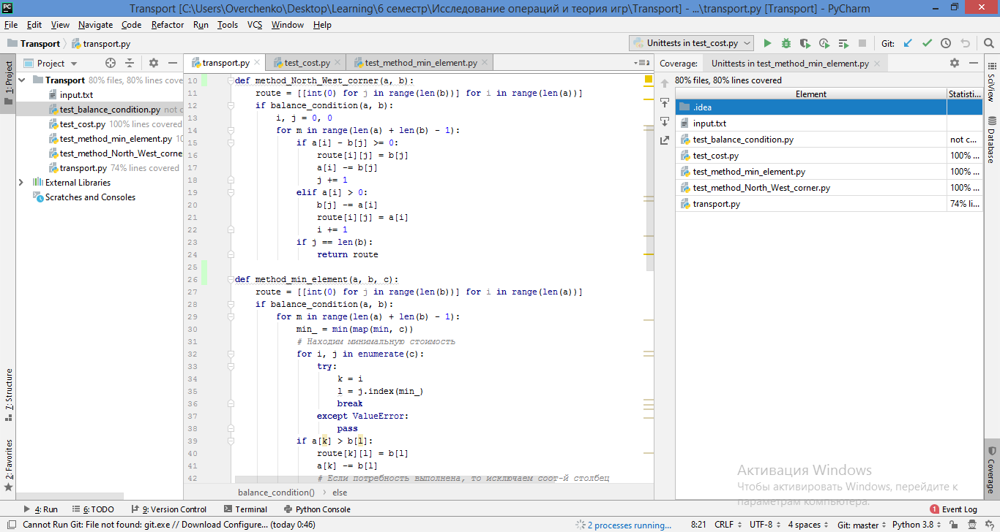 Transport [C:\Users\Overchenko\Desktop\Learning\6 семестр\Исследование операций и теория игр\Transport] - ...\transport.py [Transport] - PyCharm
File Edit View Navigate Code Refactor Run Tools VCS Window Help
Transport transport.py Unittests in test_cost.py Git:
1: Project
Project
Transport 80% files, 80% lines cove
input.txt
test_balance_condition.py not c
test_cost.py 100% lines covered
test_method_min_element.py 10
test_method_North_West_corne
transport.py 74% lines covered
External Libraries
Scratches and Consoles
7: Structure
2: Favorites
transport.py test_cost.py test_method_min_element.py 3
10 def method_North_West_corner(a, b):
11 route = [[int(0) for j in range(len(b))] for i in range(len(a))]
12 if balance_condition(a, b):
13 i, j = 0, 0
14 for m in range(len(a) + len(b) - 1):
15 if a[i] - b[j] >= 0:
16 route[i][j] = b[j]
17 a[i] -= b[j]
18 j += 1
19 elif a[i] > 0:
20 b[j] -= a[i]
21 route[i][j] = a[i]
22 i += 1
23 if j == len(b):
24 return route
25
26 def method_min_element(a, b, c):
27 route = [[int(0) for j in range(len(b))] for i in range(len(a))]
28 if balance_condition(a, b):
29 for m in range(len(a) + len(b) - 1):
30 min_ = min(map(min, c))
31 # Находим минимальную стоимость
32 for i, j in enumerate(c):
33 try:
34 k = i
35 l = j.index(min_)
36 break
37 except ValueError:
38 pass
39 if a[k] > b[l]:
40 route[k][l] = b[l]
41 a[k] -= b[l]
42 # Если потребность выполнена, то исключаем соот-й столбец
balance_condition() else
Coverage: Unittests in test_method_min_element.py
80% files, 80% lines covered
Element Statisti...
.idea
input.txt
test_balance_condition.py not c...
test_cost.py 100% ...
test_method_min_element.py 100% ...
test_method_North_West_corner.py 100% ...
transport.py 74% li...
SciView
Database
Coverage
Активация Windows
Чтобы активировать Windows, перейдите к
параметрам компьютера.
4: Run 6: TODO 9: Version Control Terminal Python Console 1 Event Log
Cannot Run Git: File not found: git.exe // Download Configure... (today 0:46) 2 processes running... 8:21 CRLF UTF-8 4 spaces Git: master Python 3.8